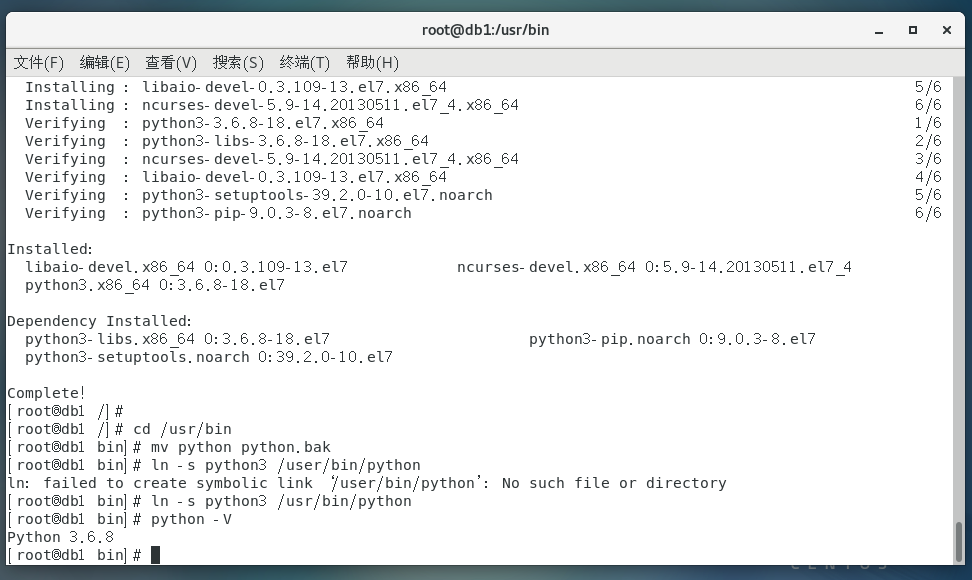 root@db1:/usr/bin
文件(F) 编辑(E) 查看(V) 搜索(S) 终端(T) 帮助(H)
Installing : libaio-devel-0.3.109-13.el7.x86_64 5/6
Installing : ncurses-devel-5.9-14.20130511.el7_4.x86_64 6/6
Verifying : python3-3.6.8-18.el7.x86_64 1/6
Verifying : python3-libs-3.6.8-18.el7.x86_64 2/6
Verifying : ncurses-devel-5.9-14.20130511.el7_4.x86_64 3/6
Verifying : libaio-devel-0.3.109-13.el7.x86_64 4/6
Verifying : python3-setuptools-39.2.0-10.el7.noarch 5/6
Verifying : python3-pip-9.0.3-8.el7.noarch 6/6
Installed:
libaio-devel.x86_64 0:0.3.109-13.el7 ncurses-devel.x86_64 0:5.9-14.20130511.el7_4
python3.x86_64 0:3.6.8-18.el7
Dependency Installed:
python3-libs.x86_64 0:3.6.8-18.el7 python3-pip.noarch 0:9.0.3-8.el7
python3-setuptools.noarch 0:39.2.0-10.el7
Complete!
[root@db1 /]#
[root@db1 /]# cd /usr/bin
[root@db1 bin]# mv python python.bak
[root@db1 bin]# ln -s python3 /user/bin/python
ln: failed to create symbolic link ‘/user/bin/python’: No such file or directory
[root@db1 bin]# ln -s python3 /usr/bin/python
[root@db1 bin]# python -V
Python 3.6.8
[root@db1 bin]#